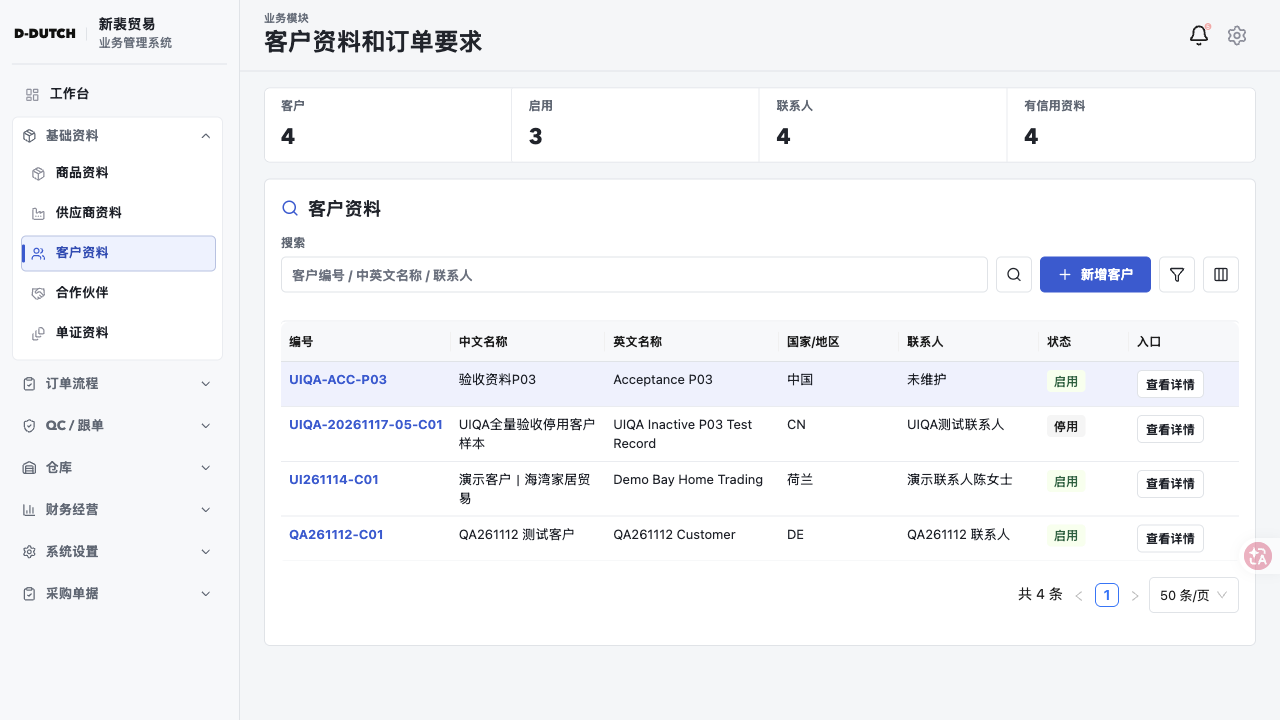 D-DUTCH
新裴贸易
业务管理系统
工作台
基础资料
商品资料
供应商资料
客户资料
合作伙伴
单证资料
订单流程
QC / 跟单
仓库
财务经营
系统设置
采购单据
业务模块
客户资料和订单要求
客户
4
启用
3
联系人
4
有信用资料
4
客户资料
搜索
客户编号 / 中英文名称 / 联系人
新增客户
编号 中文名称 英文名称 国家/地区 联系人 状态 入口
UIQA-ACC-P03 验收资料P03 Acceptance P03 中国 未维护 启用 查看详情
UIQA-20261117-05-C01 UIQA全量验收停用客户 UIQA Inactive P03 Test CN UIQA测试联系人 停用 查看详情
样本 Record
UI261114-C01 演示客户 | 海湾家居贸 Demo Bay Home Trading 荷兰 演示联系人陈女士 启用 查看详情
易
QA261112-C01 QA261112 测试客户 QA261112 Customer DE QA261112 联系人 启用 查看详情
共 4 条 1 50 条/页